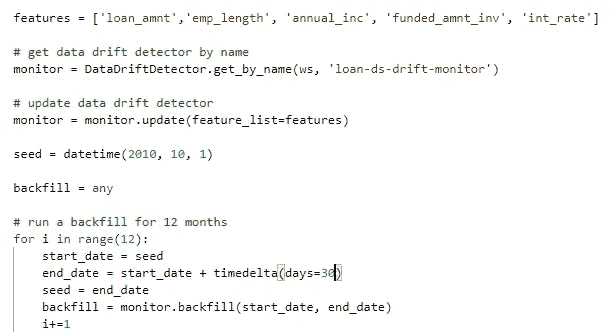 features = ['loan_amnt','emp_length', 'annual_inc', 'funded_amnt_inv', 'int_rate']
# get data drift detector by name
monitor = DataDriftDetector.get_by_name(ws, 'loan-ds-drift-monitor')
# update data drift detector
monitor = monitor.update(feature_list=features)
seed = datetime(2010, 10, 1)
backfill = any
# run a backfill for 12 months
for i in range(12):
    start_date = seed
    end_date = start_date + timedelta(days=30)
    seed = end_date
    backfill = monitor.backfill(start_date, end_date)
    i+=1